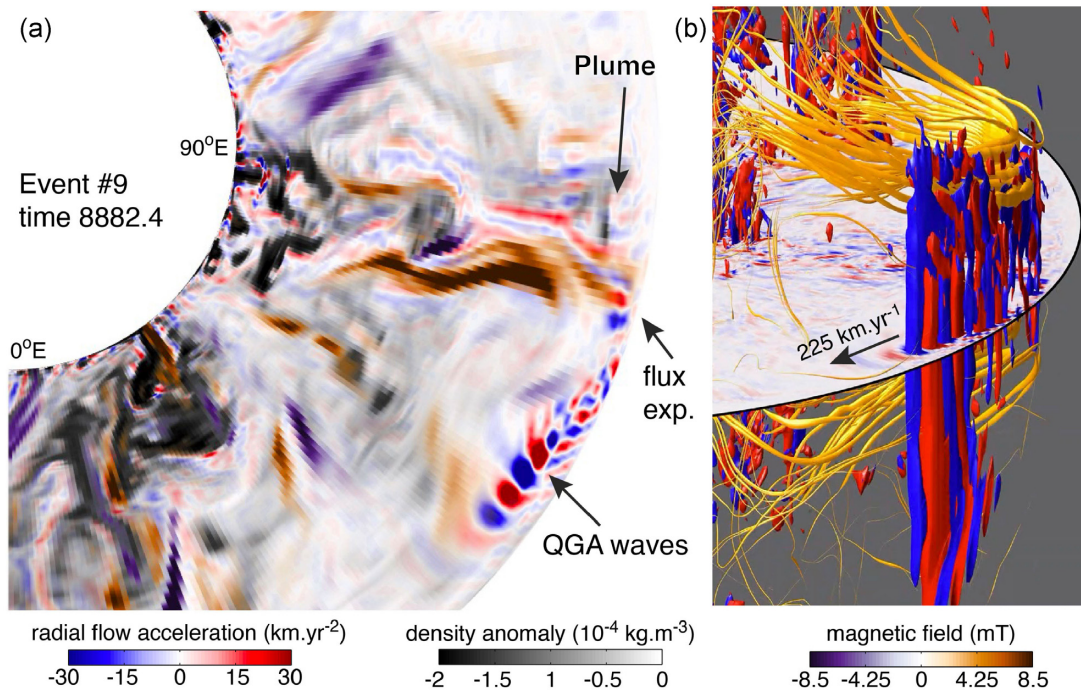 (a)
Event #9
time 8882.4
90°E
0°E
Plume
flux
exp.
QGA waves
(b)
225 km.yr⁻¹
radial flow acceleration (km.yr⁻²)
-30 -15 0 15 30
density anomaly (10⁻⁴ kg.m⁻³)
-2 -1.5 1 -0.5 0
magnetic field (mT)
-8.5 -4.25 0 4.25 8.5